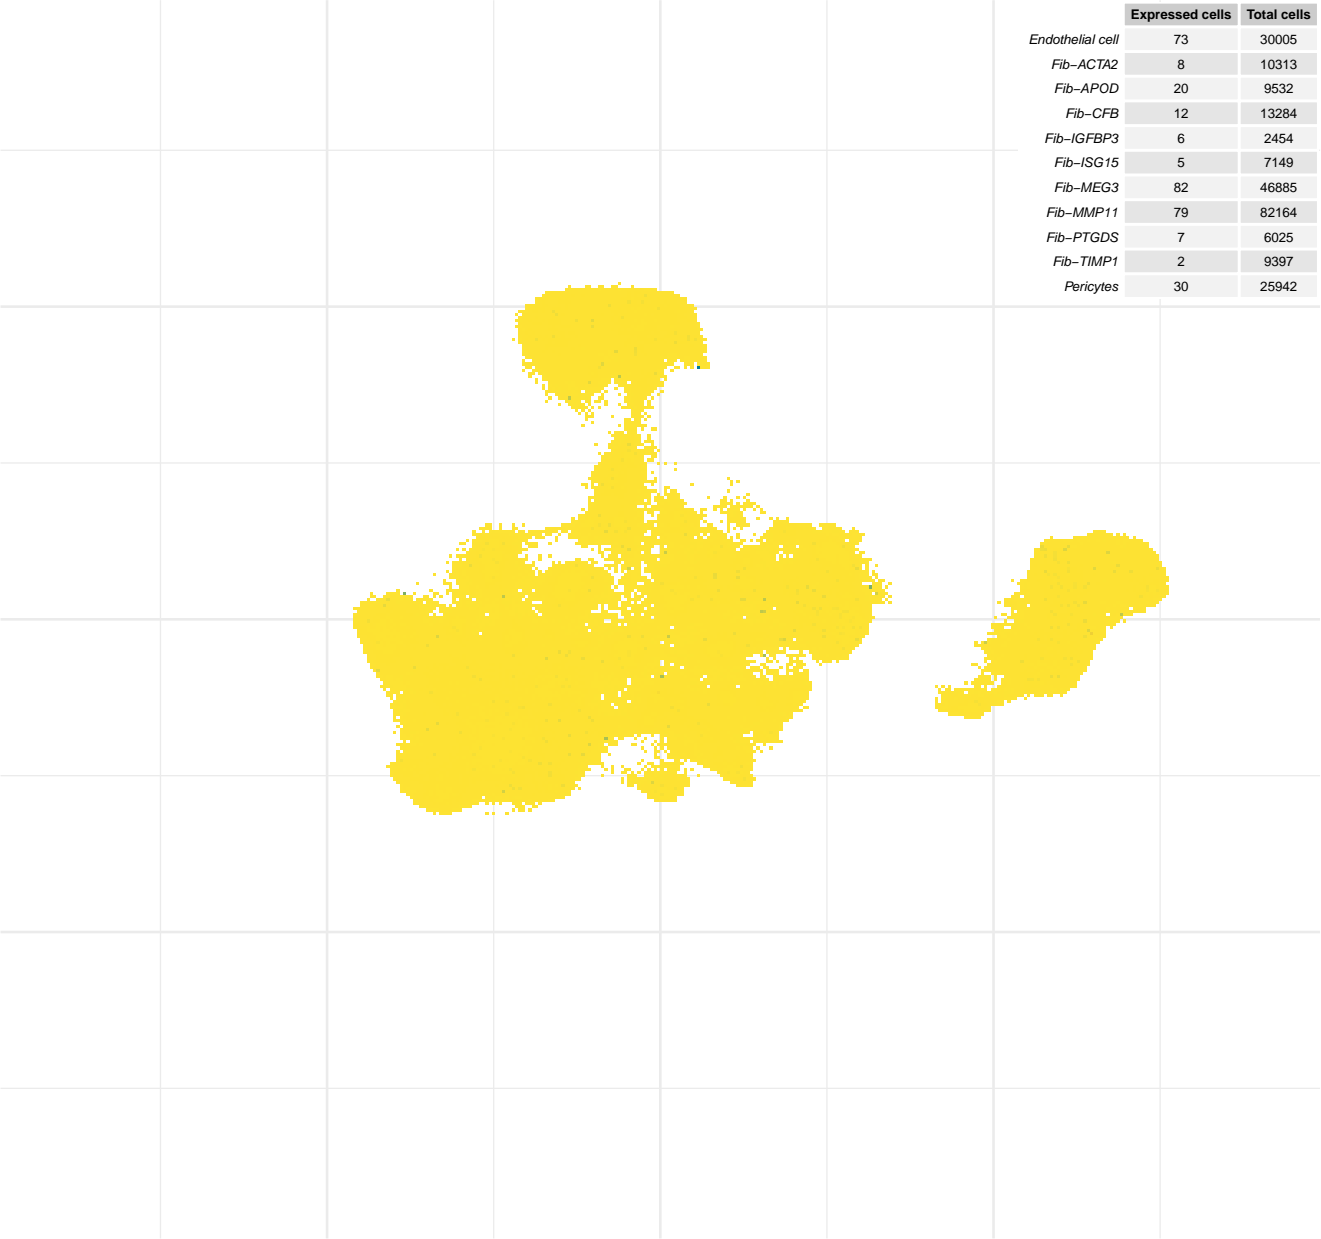 Expressed cells Total cells
Endothelial cell 73 30005
Fib−ACTA2 8 10313
Fib−APOD 20 9532
Fib−CFB 12 13284
Fib−IGFBP3 6 2454
Fib−ISG15 5 7149
Fib−MEG3 82 46885
Fib−MMP11 79 82164
Fib−PTGDS 7 6025
Fib−TIMP1 2 9397
Pericytes 30 25942